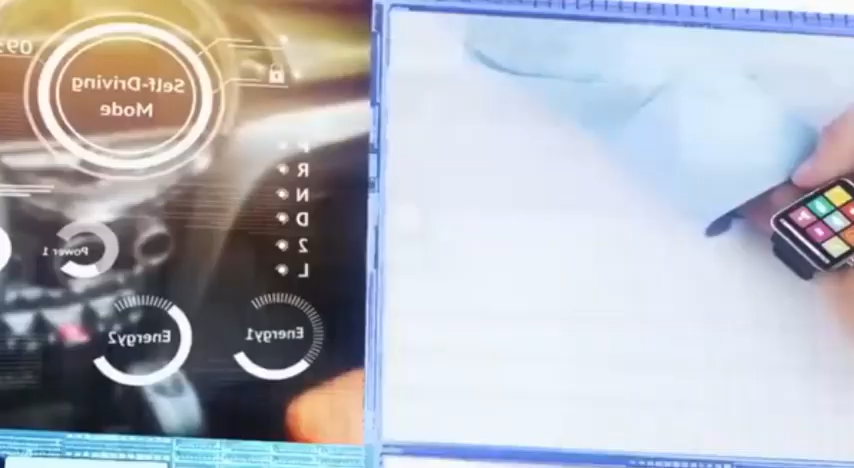 Self-Driving
Mode
R
N
D
2
L
Power 1
Energy2
Energy1